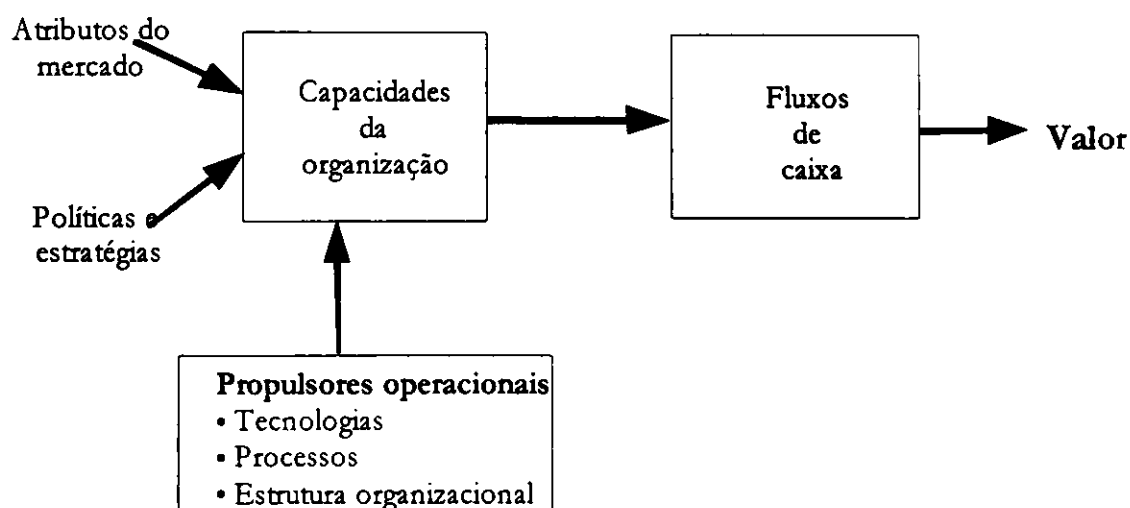 Atributos do
mercado
Capacidades
da
organização
Fluxos
de
caixa
Valor
Políticas e
estratégias
Propulsores operacionais
• Tecnologias
• Processos
• Estrutura organizacional